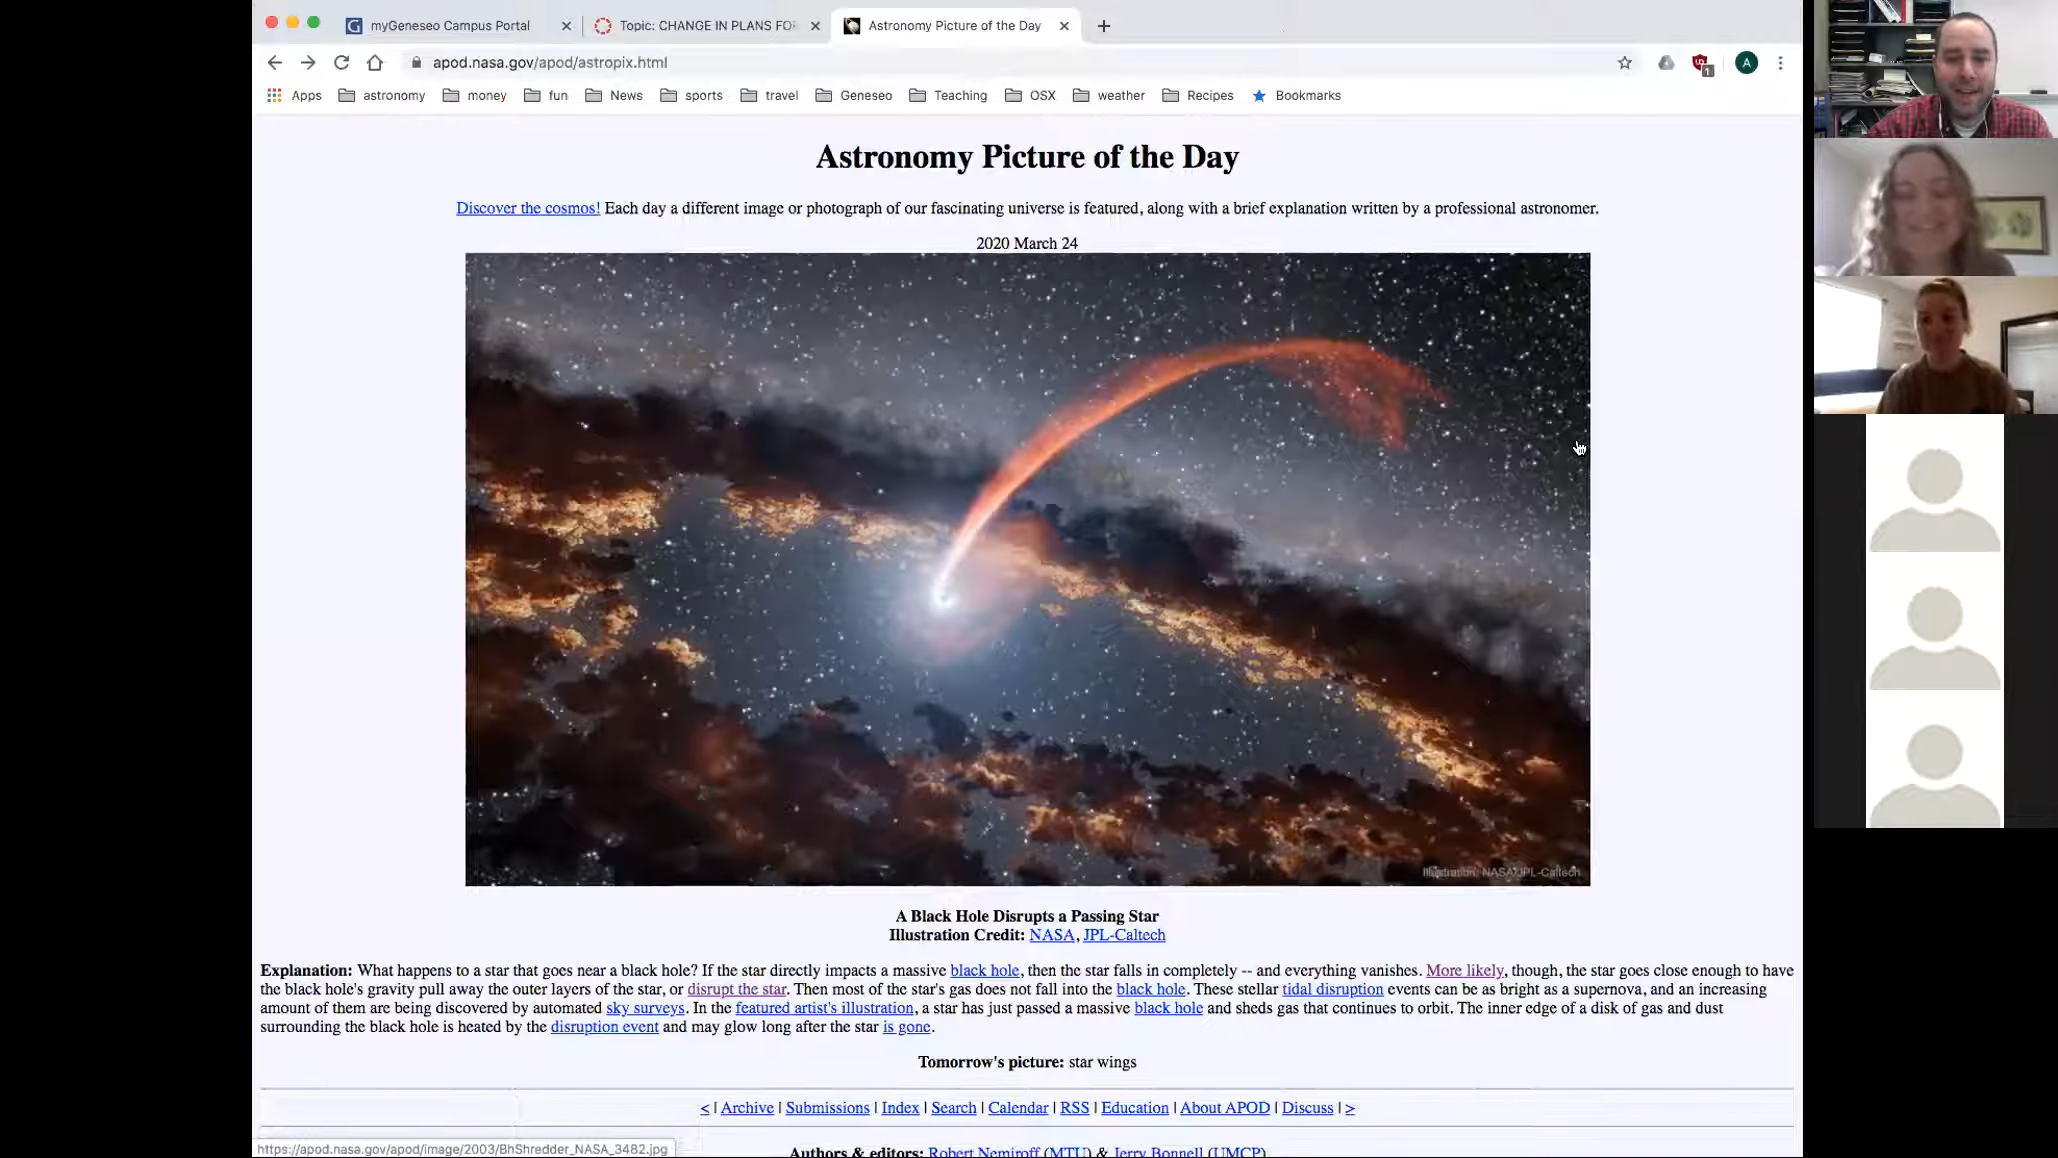 myGeneseo Campus Portal
Topic: CHANGE IN PLANS FOR
Astronomy Picture of the Day
apod.nasa.gov/apod/astropix.html
A
Apps astronomy money fun News sports travel Geneseo Teaching OSX weather Recipes Bookmarks
Astronomy Picture of the Day
Discover the cosmos! Each day a different image or photograph of our fascinating universe is featured, along with a brief explanation written by a professional astronomer.
2020 March 24
Illustration: NASA/JPL-Caltech
A Black Hole Disrupts a Passing Star
Illustration Credit: NASA, JPL-Caltech
Explanation: What happens to a star that goes near a black hole? If the star directly impacts a massive black hole, then the star falls in completely -- and everything vanishes. More likely, though, the star goes close enough to have
the black hole's gravity pull away the outer layers of the star, or disrupt the star. Then most of the star's gas does not fall into the black hole. These stellar tidal disruption events can be as bright as a supernova, and an increasing
amount of them are being discovered by automated sky surveys. In the featured artist's illustration, a star has just passed a massive black hole and sheds gas that continues to orbit. The inner edge of a disk of gas and dust
surrounding the black hole is heated by the disruption event and may glow long after the star is gone.
Tomorrow's picture: star wings
< | Archive | Submissions | Index | Search | Calendar | RSS | Education | About APOD | Discuss | >
https://apod.nasa.gov/apod/image/2003/BhShredder_NASA_3482.jpg
Authors & editors: Robert Nemiroff (MTU) & Jerry Bonnell (UMCP)